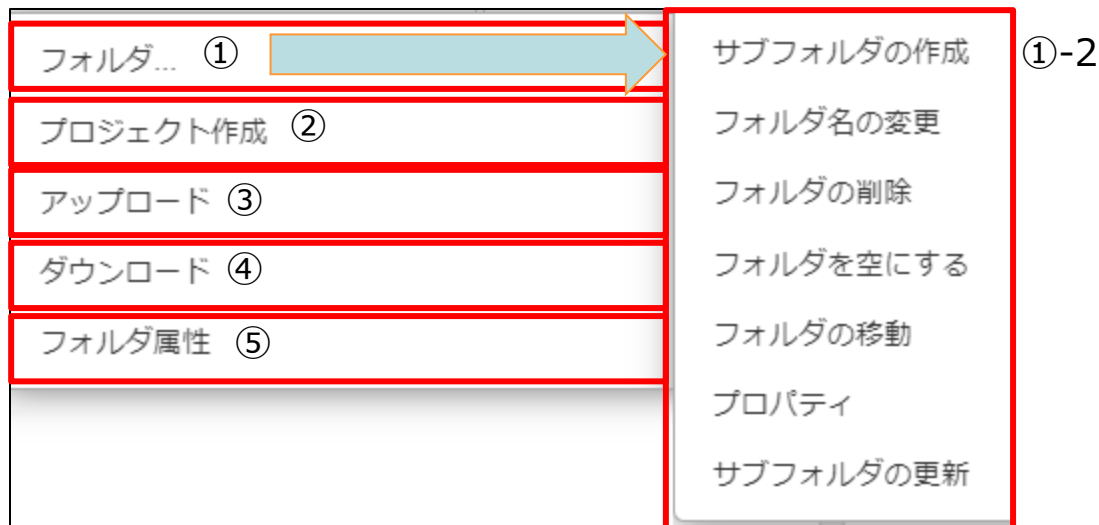 フォルダ... ①
プロジェクト作成 ②
アップロード ③
ダウンロード ④
フォルダ属性 ⑤
サブフォルダの作成 ①-2
フォルダ名の変更
フォルダの削除
フォルダを空にする
フォルダの移動
プロパティ
サブフォルダの更新